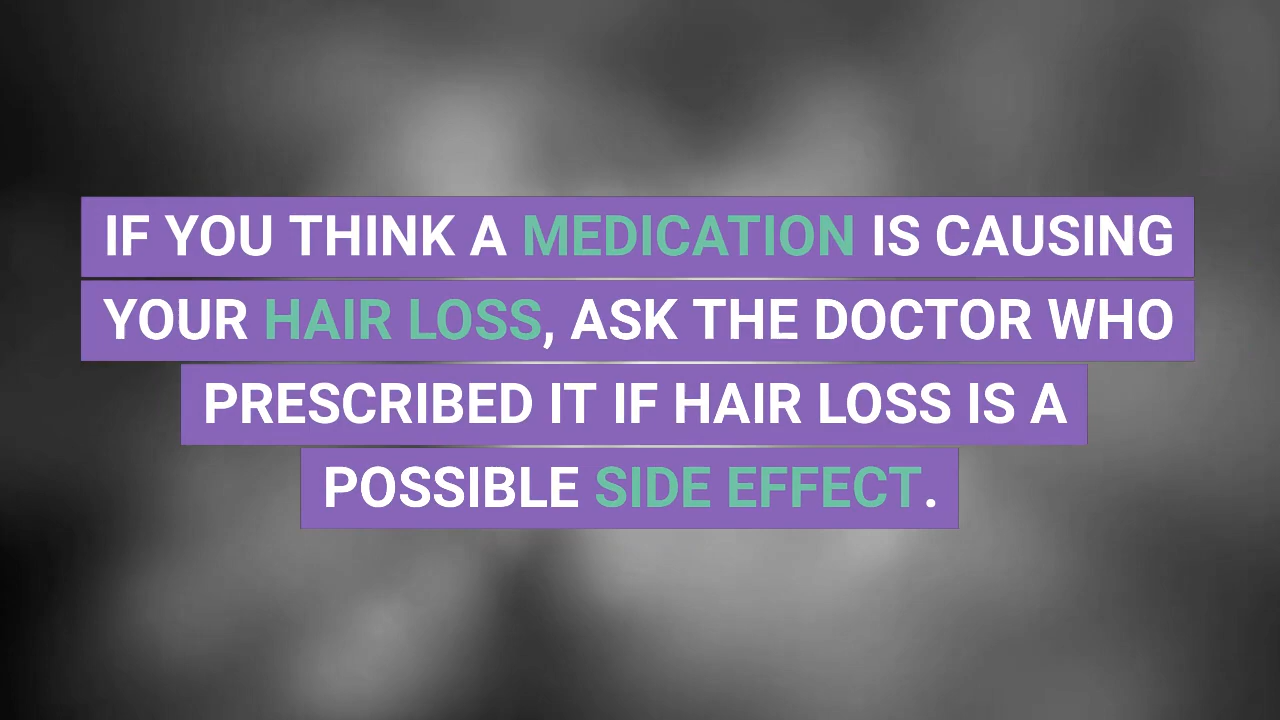 IF YOU THINK A MEDICATION IS CAUSING
YOUR HAIR LOSS, ASK THE DOCTOR WHO
PRESCRIBED IT IF HAIR LOSS IS A
POSSIBLE SIDE EFFECT.